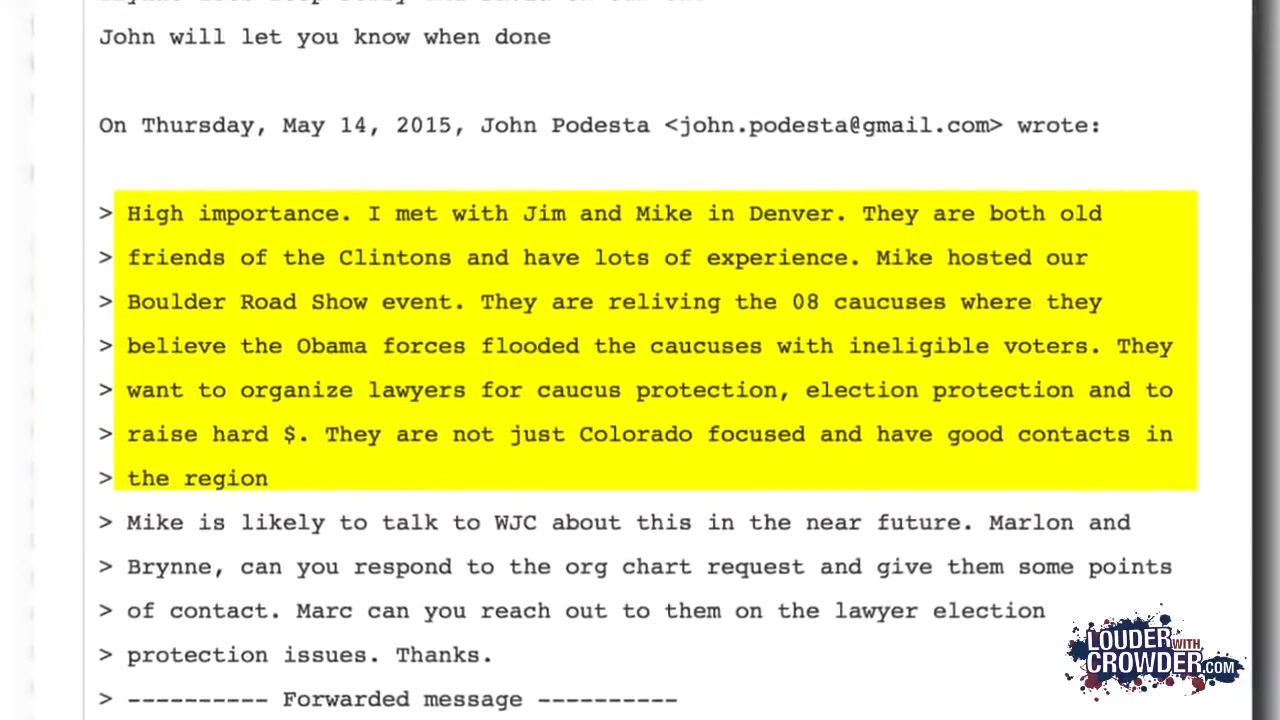 John will let you know when done
On Thursday, May 14, 2015, John Podesta <john.podesta@gmail.com> wrote:
> High importance. I met with Jim and Mike in Denver. They are both old
> friends of the Clintons and have lots of experience. Mike hosted our
> Boulder Road Show event. They are reliving the 08 caucuses where they
> believe the Obama forces flooded the caucuses with ineligible voters. They
> want to organize lawyers for caucus protection, election protection and to
> raise hard $. They are not just Colorado focused and have good contacts in
> the region
> Mike is likely to talk to WJC about this in the near future. Marlon and
> Brynne, can you respond to the org chart request and give them some points
> of contact. Marc can you reach out to them on the lawyer election
> protection issues. Thanks.
> ---------- Forwarded message ----------
LOUDER WITH
CROWDER.COM